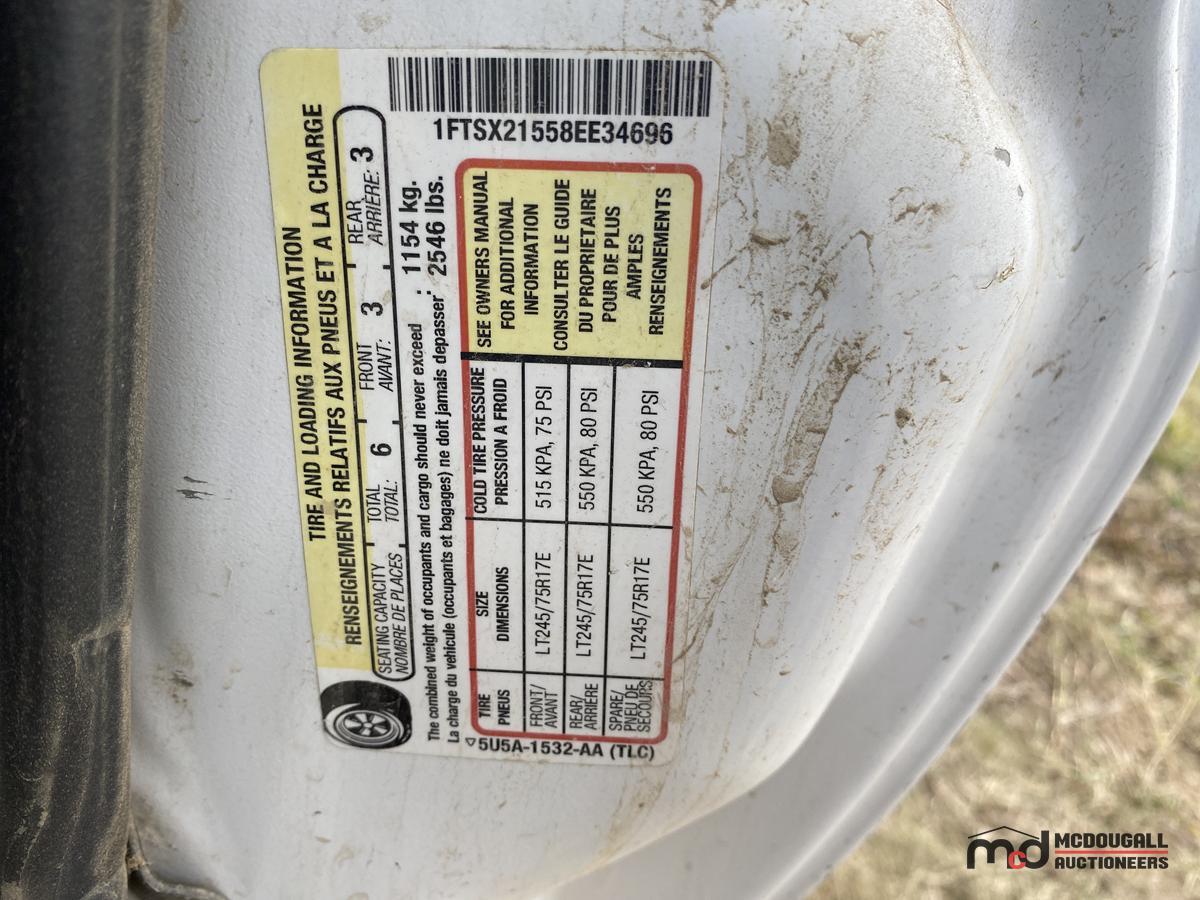 1FTSX21558EE34696
TIRE AND LOADING INFORMATION
RENSEIGNEMENTS RELATIFS AUX PNEUS ET A LA CHARGE
SEATING CAPACITY TOTAL FRONT REAR
NOMBRE DE PLACES TOTAL: 6 AVANT: 3 ARRIÈRE: 3
The combined weight of occupants and cargo should never exceed : 1154 kg.
La charge du vehicule (occupants et bagages) ne doit jamais depasser: 2546 lbs.
TIRE SIZE COLD TIRE PRESSURE
PNEUS DIMENSIONS PRESSION A FROID
FRONT/
AVANT LT245/75R17E 515 KPA, 75 PSI
REAR/
ARRIERE LT245/75R17E 550 KPA, 80 PSI
SPARE/
PNEU DE
SECOURS LT245/75R17E 550 KPA, 80 PSI
SEE OWNERS MANUAL
FOR ADDITIONAL
INFORMATION
CONSULTER LE GUIDE
DU PROPRIETAIRE
POUR DE PLUS
AMPLES
RENSEIGNEMENTS
5U5A-1532-AA (TLC)
mcd MCDOUGALL
AUCTIONEERS